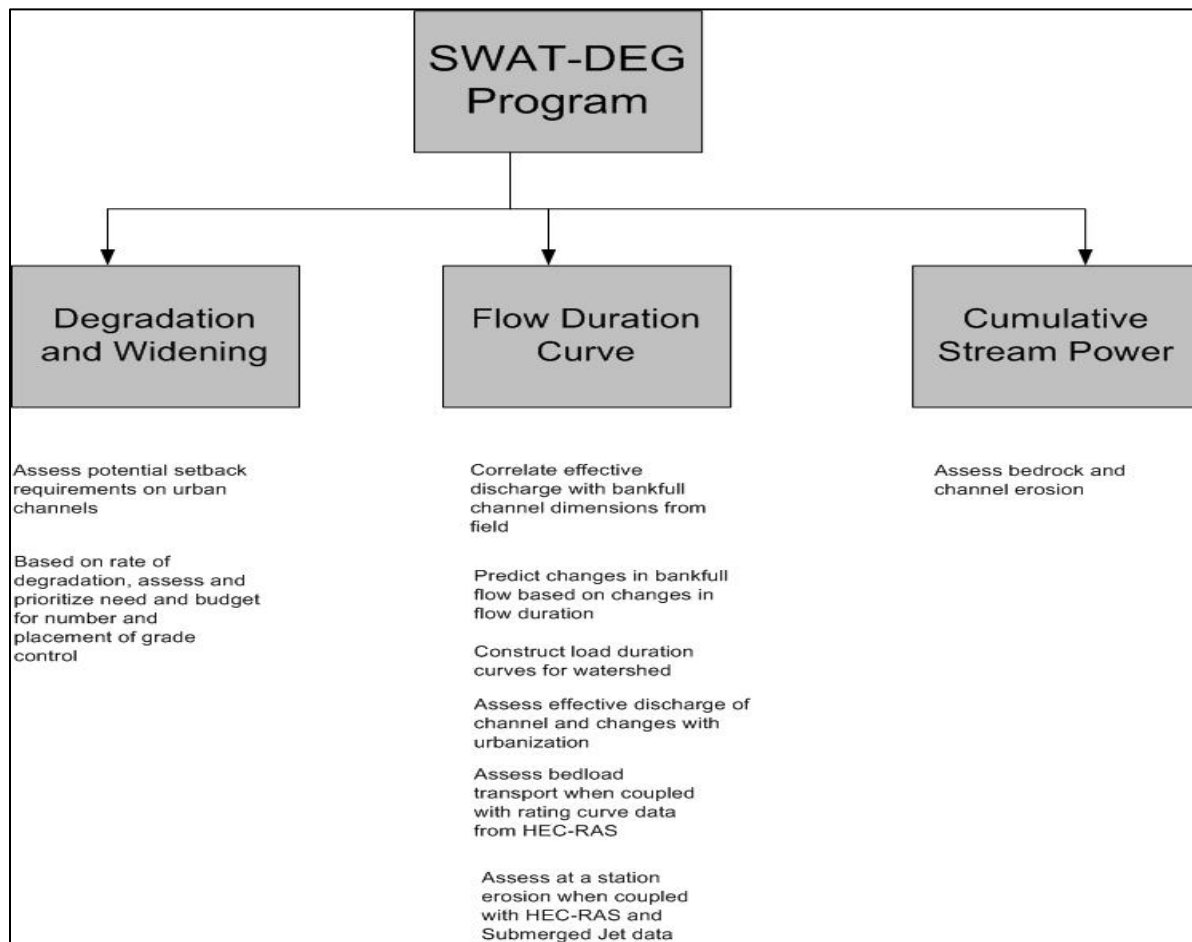 SWAT-DEG
Program
Degradation
and Widening
Flow Duration
Curve
Cumulative
Stream Power
Assess potential setback
requirements on urban
channels
Based on rate of
degradation, assess and
prioritize need and budget
for number and
placement of grade
control
Correlate effective
discharge with bankfull
channel dimensions from
field
Predict changes in bankfull
flow based on changes in
flow duration
Construct load duration
curves for watershed
Assess effective discharge of
channel and changes with
urbanization
Assess bedload
transport when coupled
with rating curve data
from HEC-RAS
Assess at a station
erosion when coupled
with HEC-RAS and
Submerged Jet data
Assess bedrock and
channel erosion